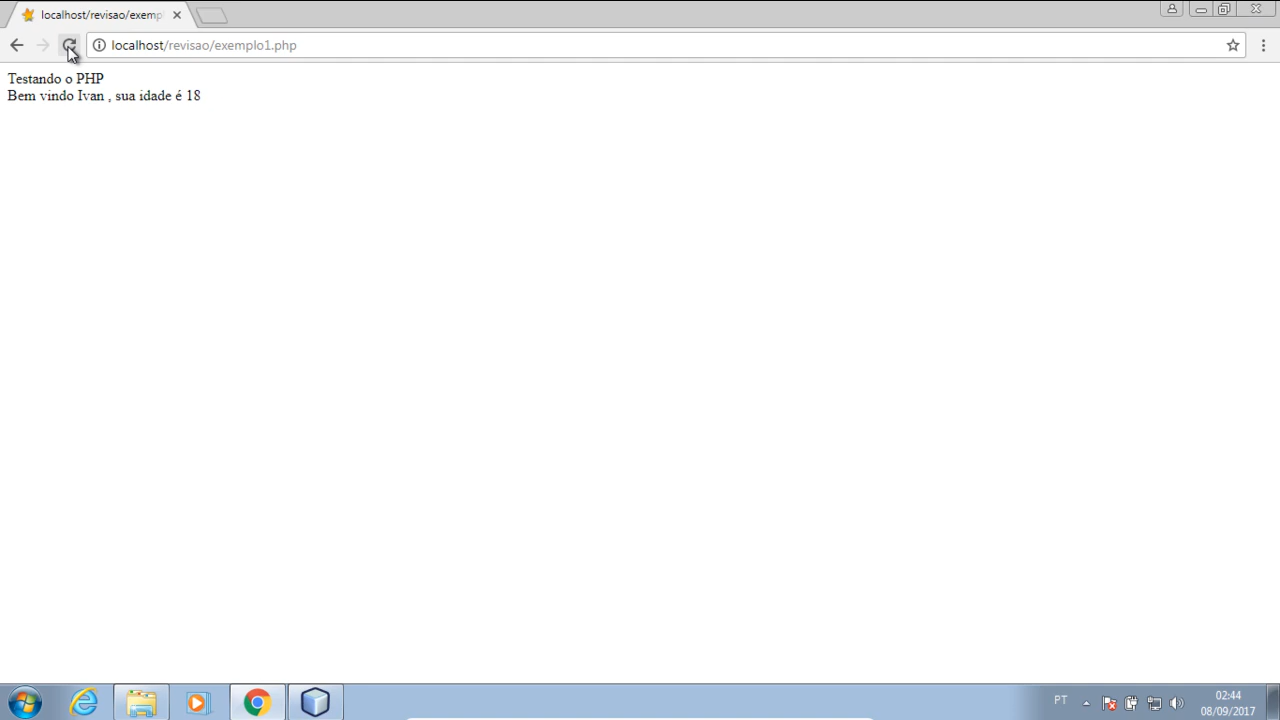 localhost/revisao/exemp
localhost/revisao/exemplo1.php
Testando o PHP
Bem vindo Ivan , sua idade é 18
PT
02:44
08/09/2017